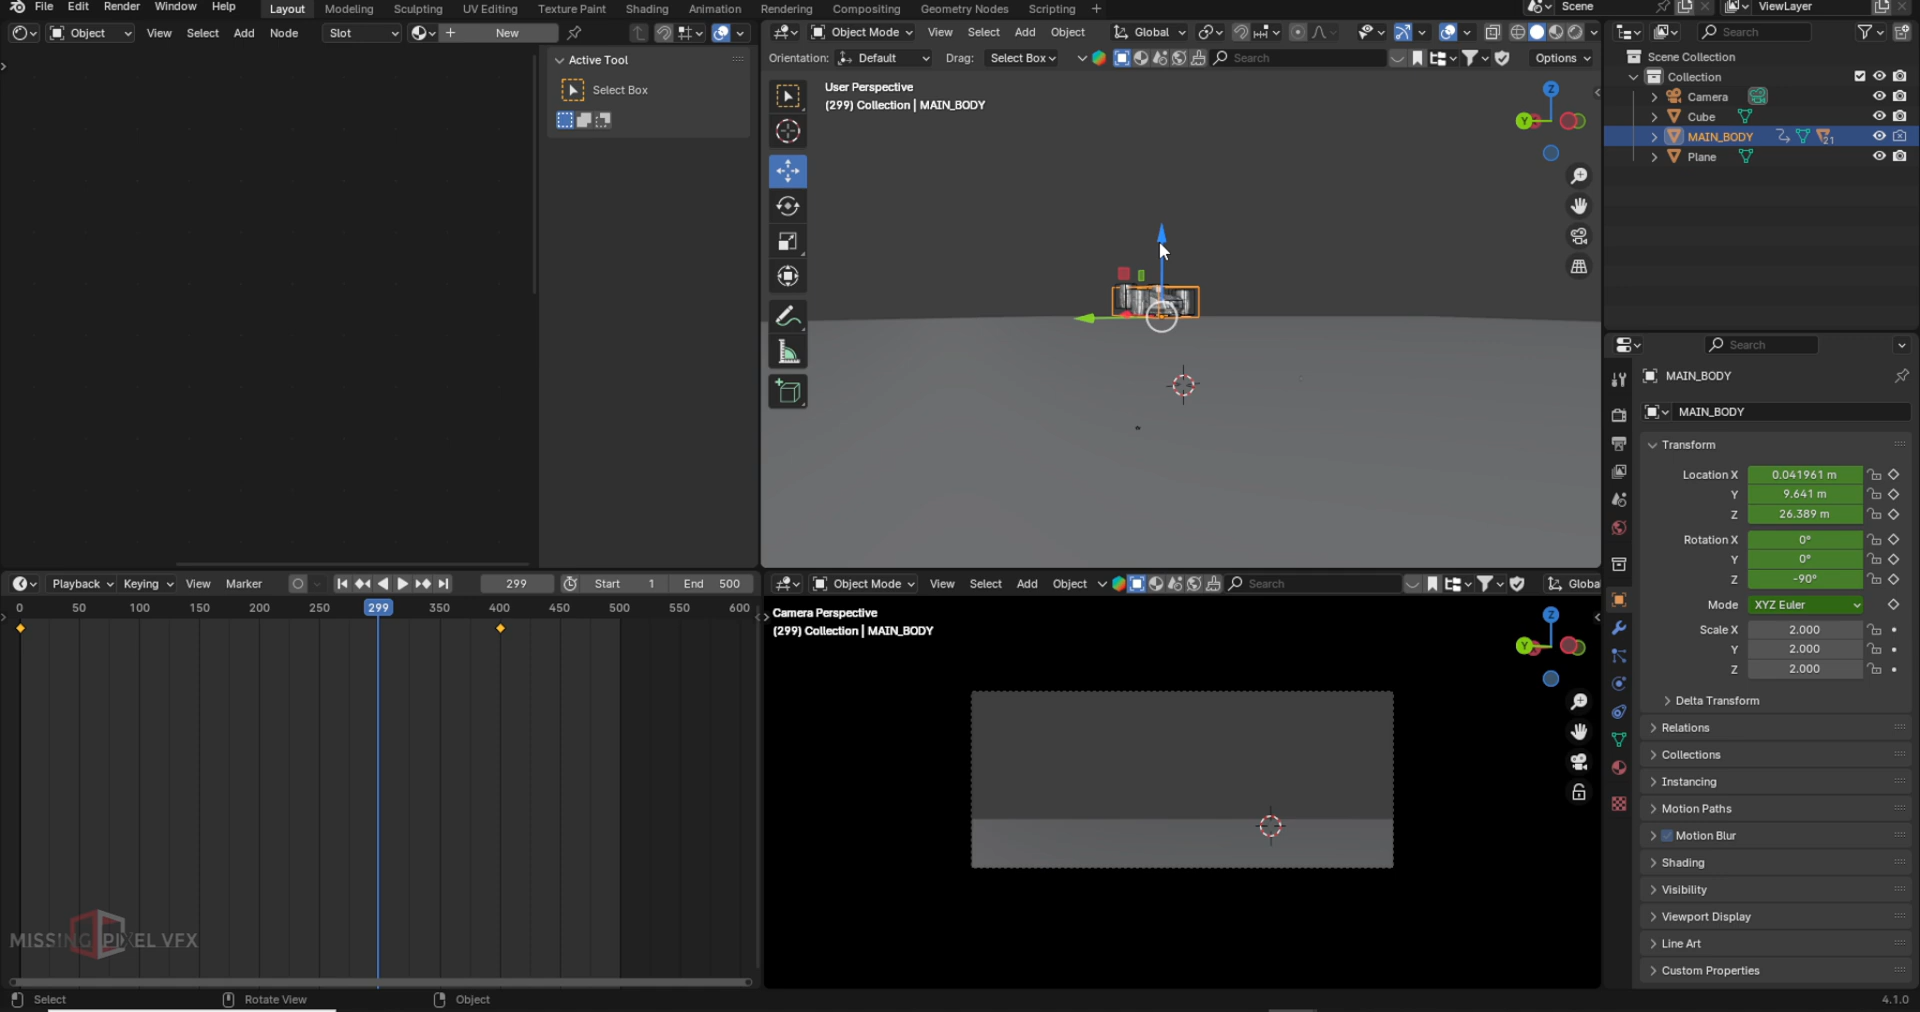 File Edit Render Window Help Layout Modeling Sculpting UV Editing Texture Paint Shading Animation Rendering Compositing Geometry Nodes Scripting + Scene ViewLayer
Object View Select Add Node Slot New
Active Tool
Select Box
Object Mode View Select Add Object Global
Orientation: Default Drag: Select Box Search Options
User Perspective
(299) Collection | MAIN_BODY
Z
Y
Search
Scene Collection
Collection
Camera
Cube
MAIN_BODY 21
Plane
Search
MAIN_BODY
MAIN_BODY
Transform
Location X 0.041961 m
Y 9.641 m
Z 26.389 m
Rotation X 0°
Y 0°
Z -90°
Mode XYZ Euler
Scale X 2.000
Y 2.000
Z 2.000
Delta Transform
Relations
Collections
Instancing
Motion Paths
Motion Blur
Shading
Visibility
Viewport Display
Line Art
Custom Properties
Playback Keying View Marker 299 Start 1 End 500
0 50 100 150 200 250 299 350 400 450 500 550 600
Object Mode View Select Add Object Search Globa
Camera Perspective
(299) Collection | MAIN_BODY
Z
Y
MISSING PIXEL VFX
Select Rotate View Object 4.1.0